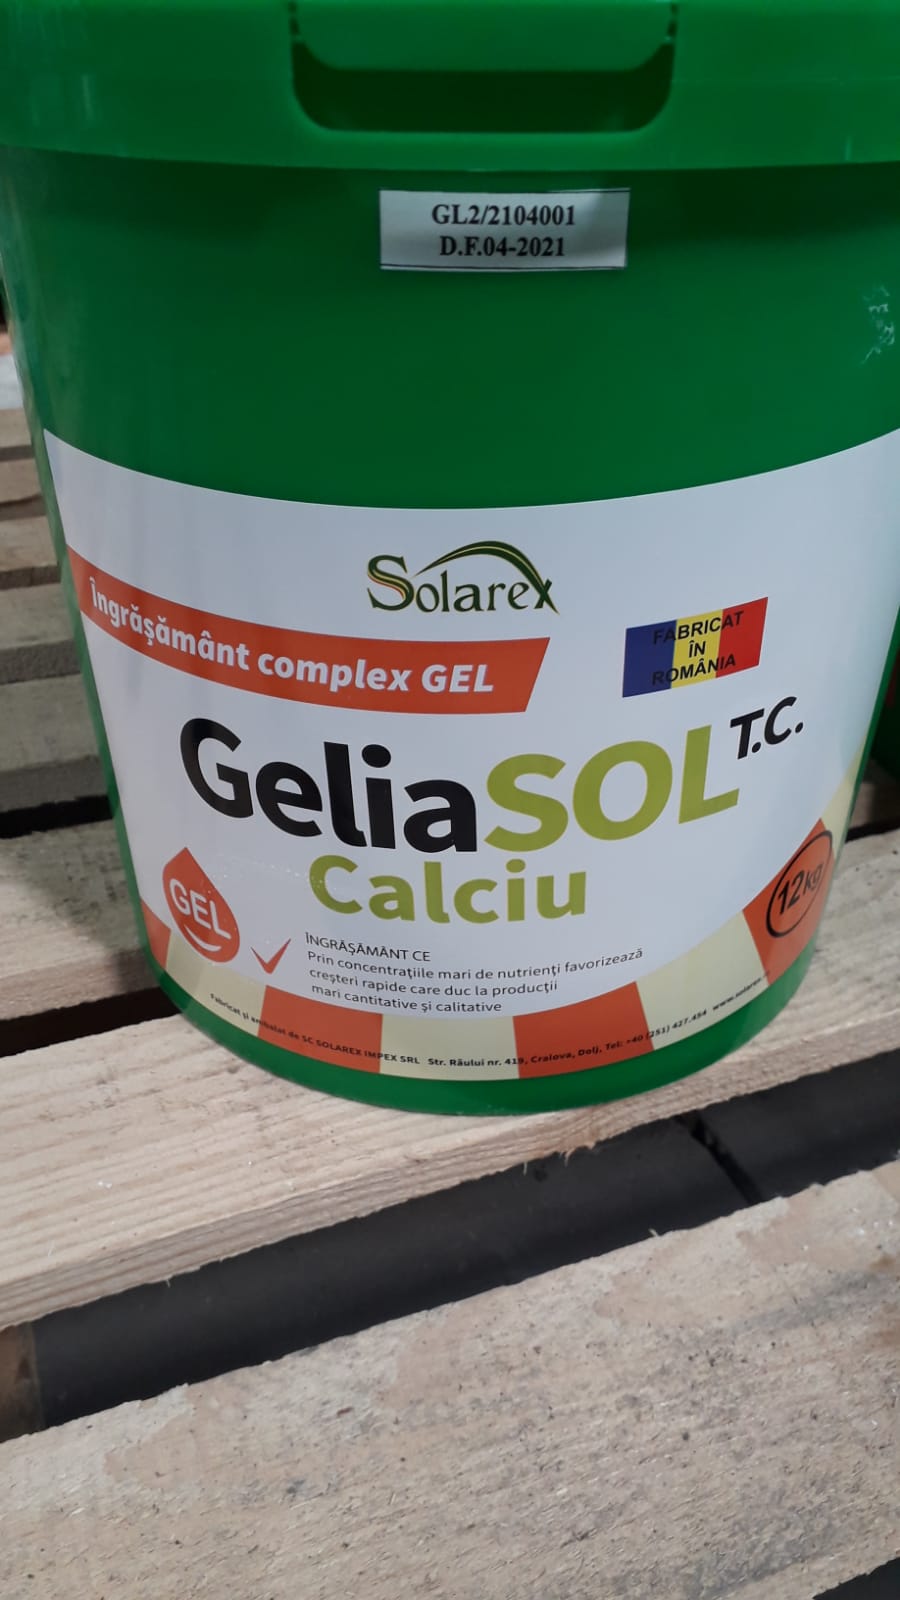 GL2/2104001
D.F.04-2021
Solarex
Îngrăşământ complex GEL
FABRICAT
ÎN
ROMÂNIA
GeliaSOL T.C.
Calciu
GEL
12kg
ÎNGRĂŞĂMÂNT CE
Prin concentraţiile mari de nutrienţi favorizează
creşteri rapide care duc la producţii
mari cantitative şi calitative
Fabricat şi ambalat de SC SOLAREX IMPEX SRL Str. Râului nr. 419, Craiova, Dolj, Tel: +40 (251) 427.454 www.solarex